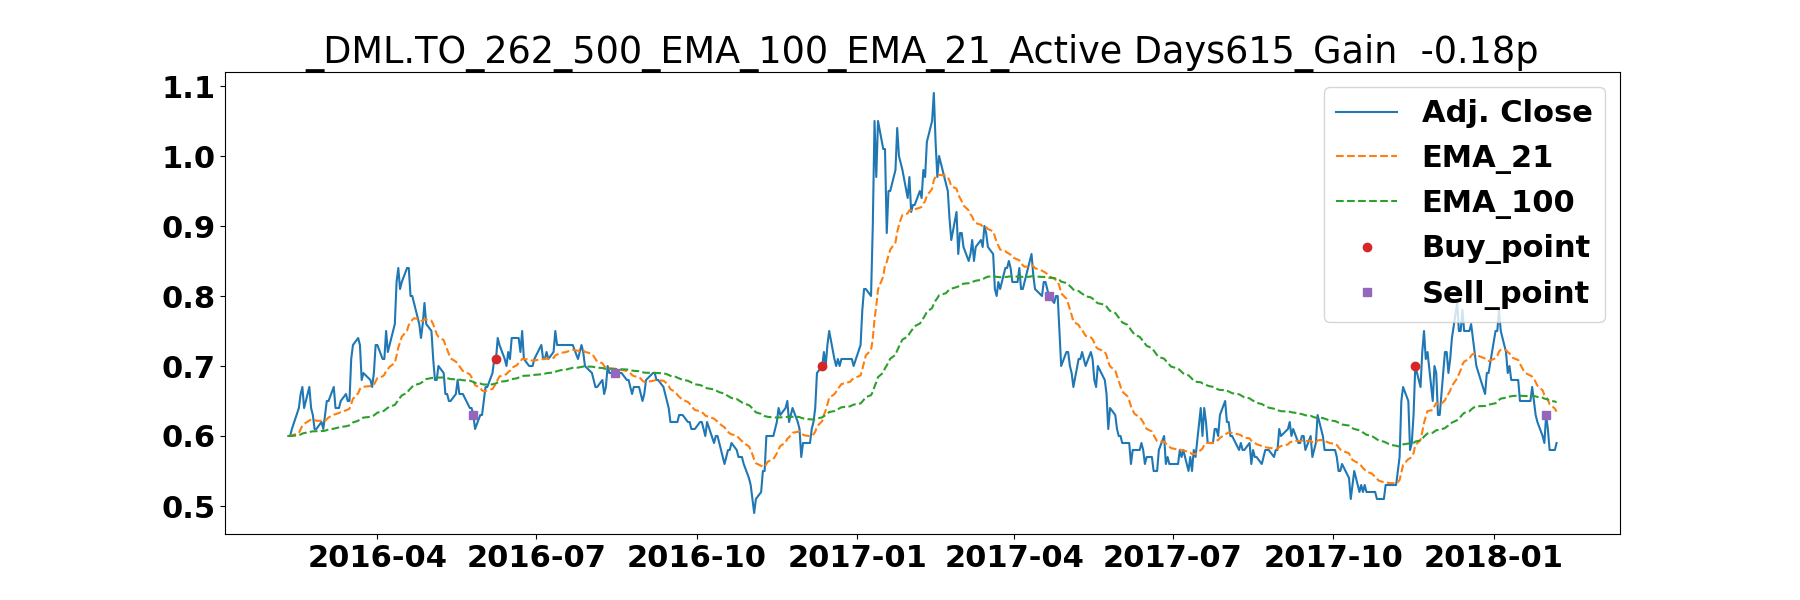 _DML.TO_262_500_EMA_100_EMA_21_Active Days615_Gain  -0.18p
1.1
1.0
0.9
0.8
0.7
0.6
0.5
Adj. Close
EMA_21
EMA_100
Buy_point
Sell_point
2016-04 2016-07 2016-10 2017-01 2017-04 2017-07 2017-10 2018-01